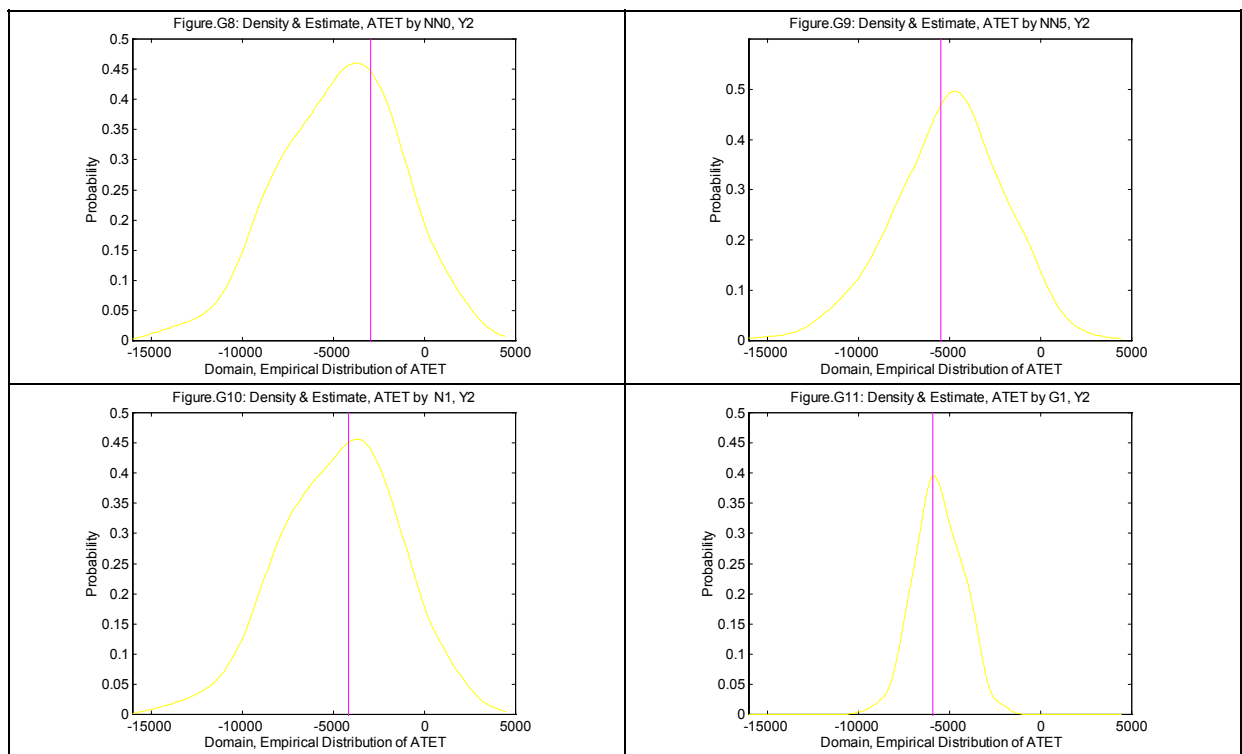 Figure.G8: Density & Estimate, ATET by NN0, Y2
0.5
0.45
0.4
0.35
0.3
0.25
0.2
0.15
0.1
0.05
0
Probability
-15000 -10000 -5000 0 5000
Domain, Empirical Distribution of ATET
Figure.G9: Density & Estimate, ATET by NN5, Y2
0.5
0.4
0.3
0.2
0.1
0
Probability
-15000 -10000 -5000 0 5000
Domain, Empirical Distribution of ATET
Figure.G10: Density & Estimate, ATET by N1, Y2
0.5
0.45
0.4
0.35
0.3
0.25
0.2
0.15
0.1
0.05
0
Probability
-15000 -10000 -5000 0 5000
Domain, Empirical Distribution of ATET
Figure.G11: Density & Estimate, ATET by G1, Y2
0.5
0.45
0.4
0.35
0.3
0.25
0.2
0.15
0.1
0.05
0
Probability
-15000 -10000 -5000 0 5000
Domain, Empirical Distribution of ATET